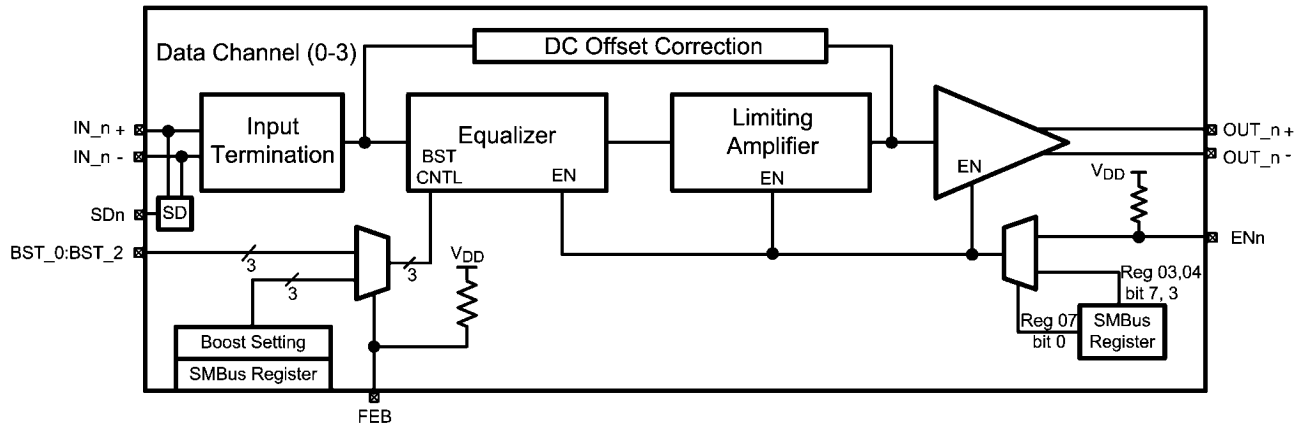 DC Offset Correction
Data Channel (0-3)
IN_n +
IN_n -
Input
Termination
Equalizer
BST
CNTL
EN
Limiting
Amplifier
EN
EN
OUT_n +
OUT_n -
SDn
SD
VDD
ENn
BST_0:BST_2
3
3
3
VDD
Reg 03,04
bit 7, 3
Reg 07
bit 0
SMBus
Register
Boost Setting
SMBus Register
FEB